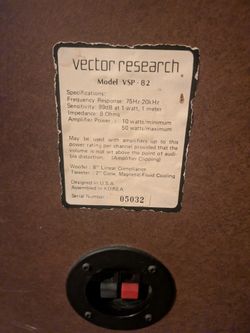 vector research
Model VSP-82
Specifications:
Frequency Response: 75Hz-20kHz
Sensitivity: 89dB at 1 watt, 1 meter
Impedance: 8 Ohms
Amplifier Power: 10 watts/minimum
50 watts/maximum
May be used with amplifiers up to this
power rating per channel provided that the
volume is not set above the point of aud-
ible distortion. (Amplifier Clipping)
Woofer: 8" Linear Compliance
Tweeter: 2" Cone, Magnetic Fluid Cooling
Designed in U.S.A.
Assembled in KOREA
Serial Number: 05032